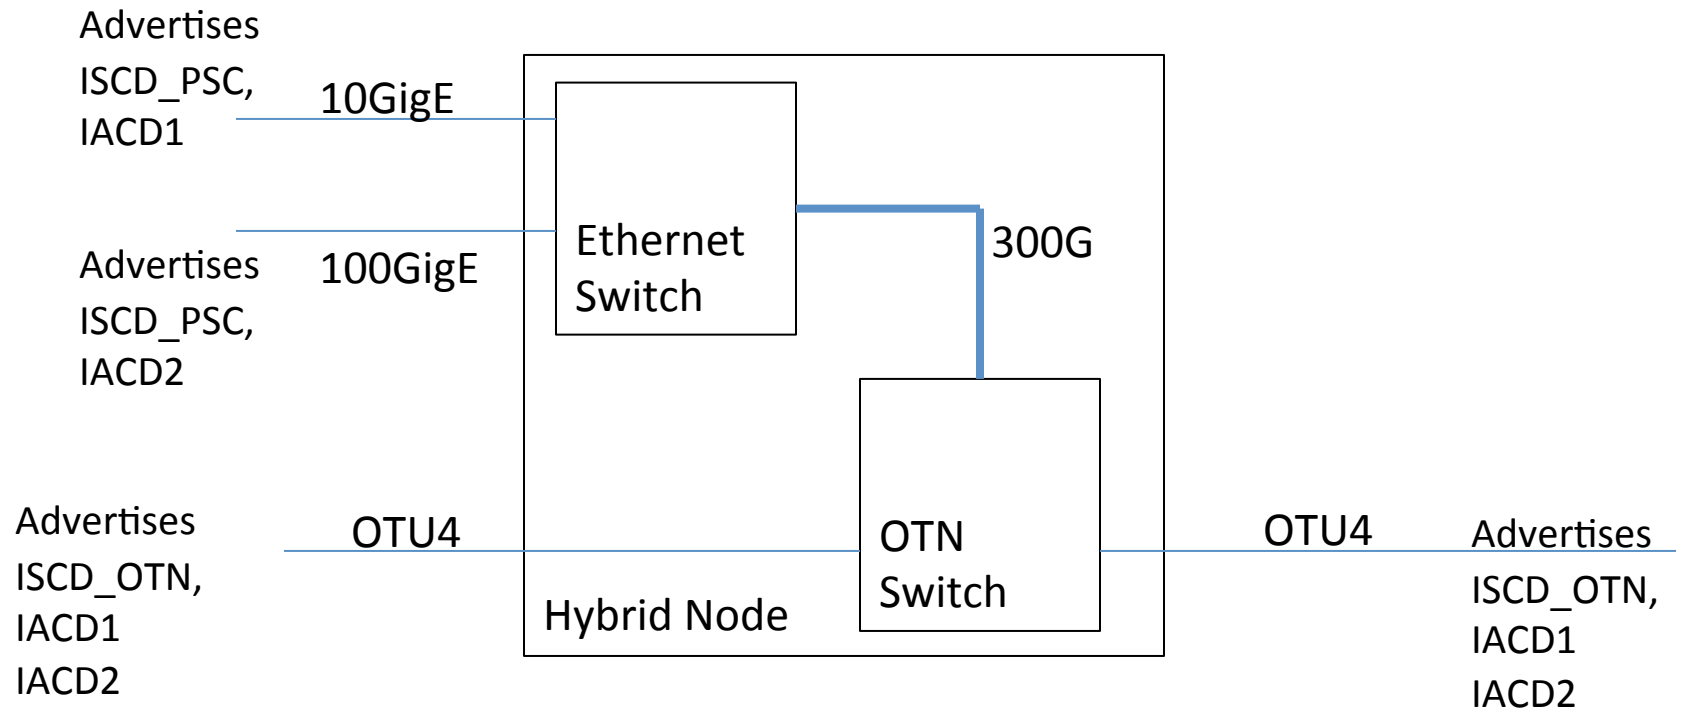 Advertises
ISCD_PSC,
IACD1
10GigE
Advertises
ISCD_PSC,
IACD2
100GigE
Ethernet
Switch
300G
Advertises
ISCD_OTN,
IACD1
IACD2
OTU4
Hybrid Node
OTN
Switch
OTU4
Advertises
ISCD_OTN,
IACD1
IACD2